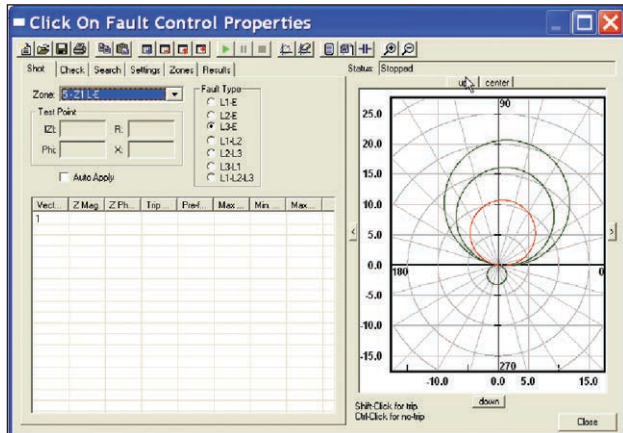 Click On Fault Control Properties
Shot Check Search Settings Zones Results
Status: Stopped
Zone: 5 - Z1 L-E
Fault Type
L1-E
L2-E
L3-E
L1-L2
L2-L3
L3-L1
L1-L2-L3
Test Point
|Z|: R:
Phi: X:
Auto Apply
Vect... Z Mag Z Ph... Trip ... Pre-f... Max ... Min ... Max...
1
up center
90
25.0
20.0
15.0
10.0
5.0
0.0
180 0
-5.0
-10.0
-15.0
270
-10.0 0.0 5.0 15.0
< >
down
Shift-Click for trip
Ctrl-Click for no-trip
Close